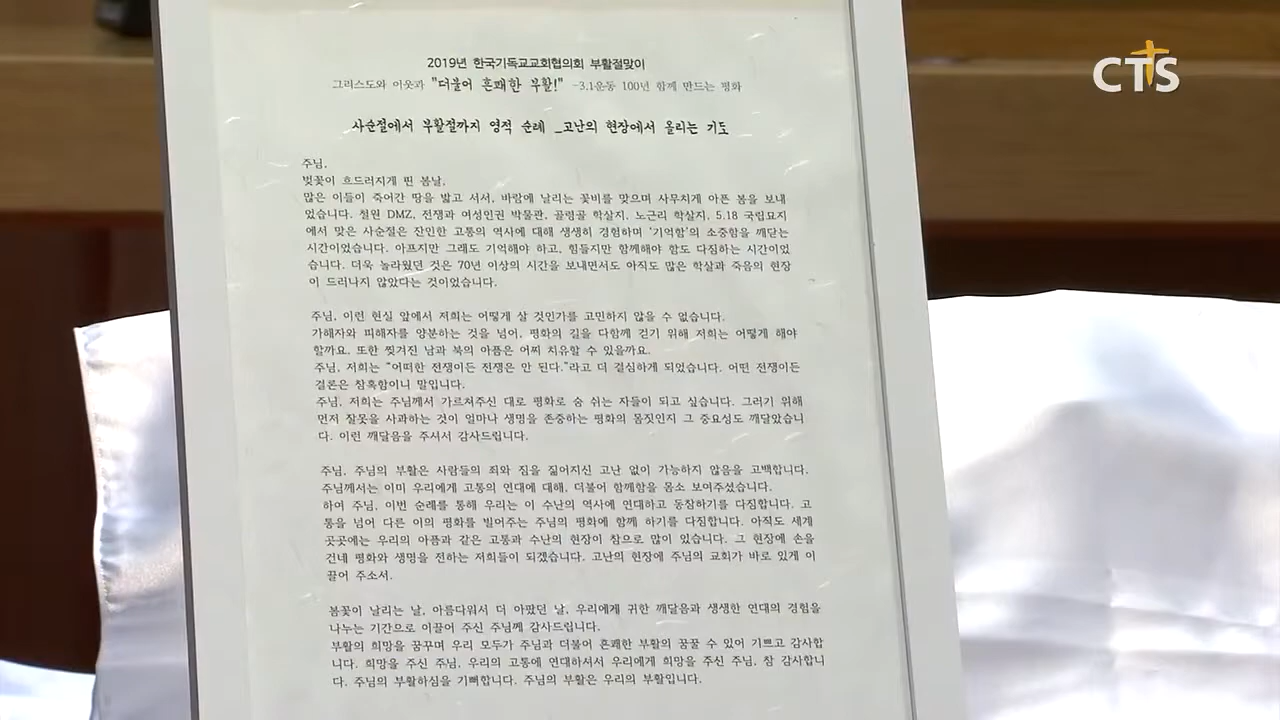 CTS
2019년 한국기독교교회협의회 부활절맞이
그리스도와 이웃과 "더불어 흔쾌한 부활!" -3.1운동 100년 함께 만드는 평화
사순절에서 부활절까지 영적 순례 _고난의 현장에서 올리는 기도
주님,
벚꽃이 흐드러지게 핀 봄날,
많은 이들이 죽어간 땅을 밟고 서서, 바람에 날리는 꽃비를 맞으며 사무치게 아픈 봄을 보내
었습니다. 철원 DMZ, 전쟁과 여성인권 박물관, 골령골 학살지, 노근리 학살지, 5.18 국립묘지
에서 맞은 사순절은 잔인한 고통의 역사에 대해 생생히 경험하며 '기억함'의 소중함을 깨닫는
시간이었습니다. 아프지만 그래도 기억해야 하고, 힘들지만 함께해야 함도 다짐하는 시간이었
습니다. 더욱 놀라웠던 것은 70년 이상의 시간을 보내면서도 아직도 많은 학살과 죽음의 현장
이 드러나지 않았다는 것이었습니다.
주님, 이런 현실 앞에서 저희는 어떻게 살 것인가를 고민하지 않을 수 없습니다.
가해자와 피해자를 양분하는 것을 넘어, 평화의 길을 다함께 걷기 위해 저희는 어떻게 해야
할까요. 또한 찢겨진 남과 북의 아픔은 어찌 치유할 수 있을까요.
주님, 저희는 "어떠한 전쟁이든 전쟁은 안 된다."라고 더 결심하게 되었습니다. 어떤 전쟁이든
결론은 참혹함이니 말입니다.
주님, 저희는 주님께서 가르쳐주신 대로 평화로 숨 쉬는 자들이 되고 싶습니다. 그러기 위해
먼저 잘못을 사과하는 것이 얼마나 생명을 존중하는 평화의 몸짓인지 그 중요성도 깨달았습니
다. 이런 깨달음을 주셔서 감사드립니다.
주님, 주님의 부활은 사람들의 죄와 짐을 짊어지신 고난 없이 가능하지 않음을 고백합니다.
주님께서는 이미 우리에게 고통의 연대에 대해, 더불어 함께함을 몸소 보여주셨습니다.
하여 주님, 이번 순례를 통해 우리는 이 수난의 역사에 연대하고 동참하기를 다짐합니다. 고
통을 넘어 다른 이의 평화를 빌어주는 주님의 평화에 함께 하기를 다짐합니다. 아직도 세계
곳곳에는 우리의 아픔과 같은 고통과 수난의 현장이 참으로 많이 있습니다. 그 현장에 손을
건네 평화와 생명을 전하는 저희들이 되겠습니다. 고난의 현장에 주님의 교회가 바로 있게 이
끌어 주소서.
봄꽃이 날리는 날, 아름다워서 더 아팠던 날, 우리에게 귀한 깨달음과 생생한 연대의 경험을
나누는 기간으로 이끌어 주신 주님께 감사드립니다.
부활의 희망을 꿈꾸며 우리 모두가 주님과 더불어 흔쾌한 부활의 꿈꿀 수 있어 기쁘고 감사합
니다. 희망을 주신 주님, 우리의 고통에 연대하셔서 우리에게 희망을 주신 주님, 참 감사합니
다. 주님의 부활하심을 기뻐합니다. 주님의 부활은 우리의 부활입니다.